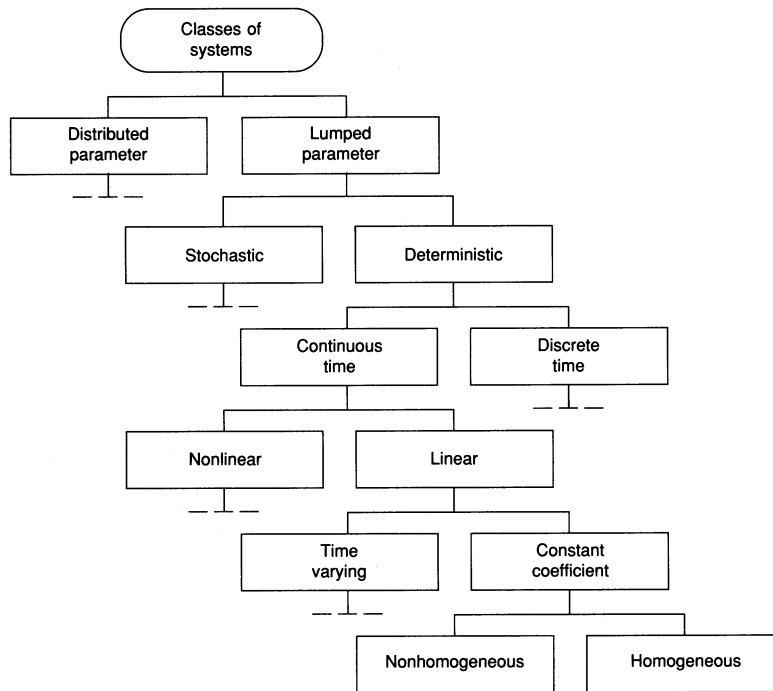 Classes of
systems
Distributed
parameter
Lumped
parameter
Stochastic
Deterministic
Continuous
time
Discrete
time
Nonlinear
Linear
Time
varying
Constant
coefficient
Nonhomogeneous
Homogeneous